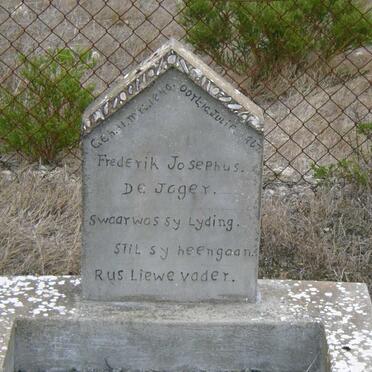 Frederik Josephus.
De Jager.
Swaar was sy Lyding.
Stil sy heengaan.
Rus Liewe vader.